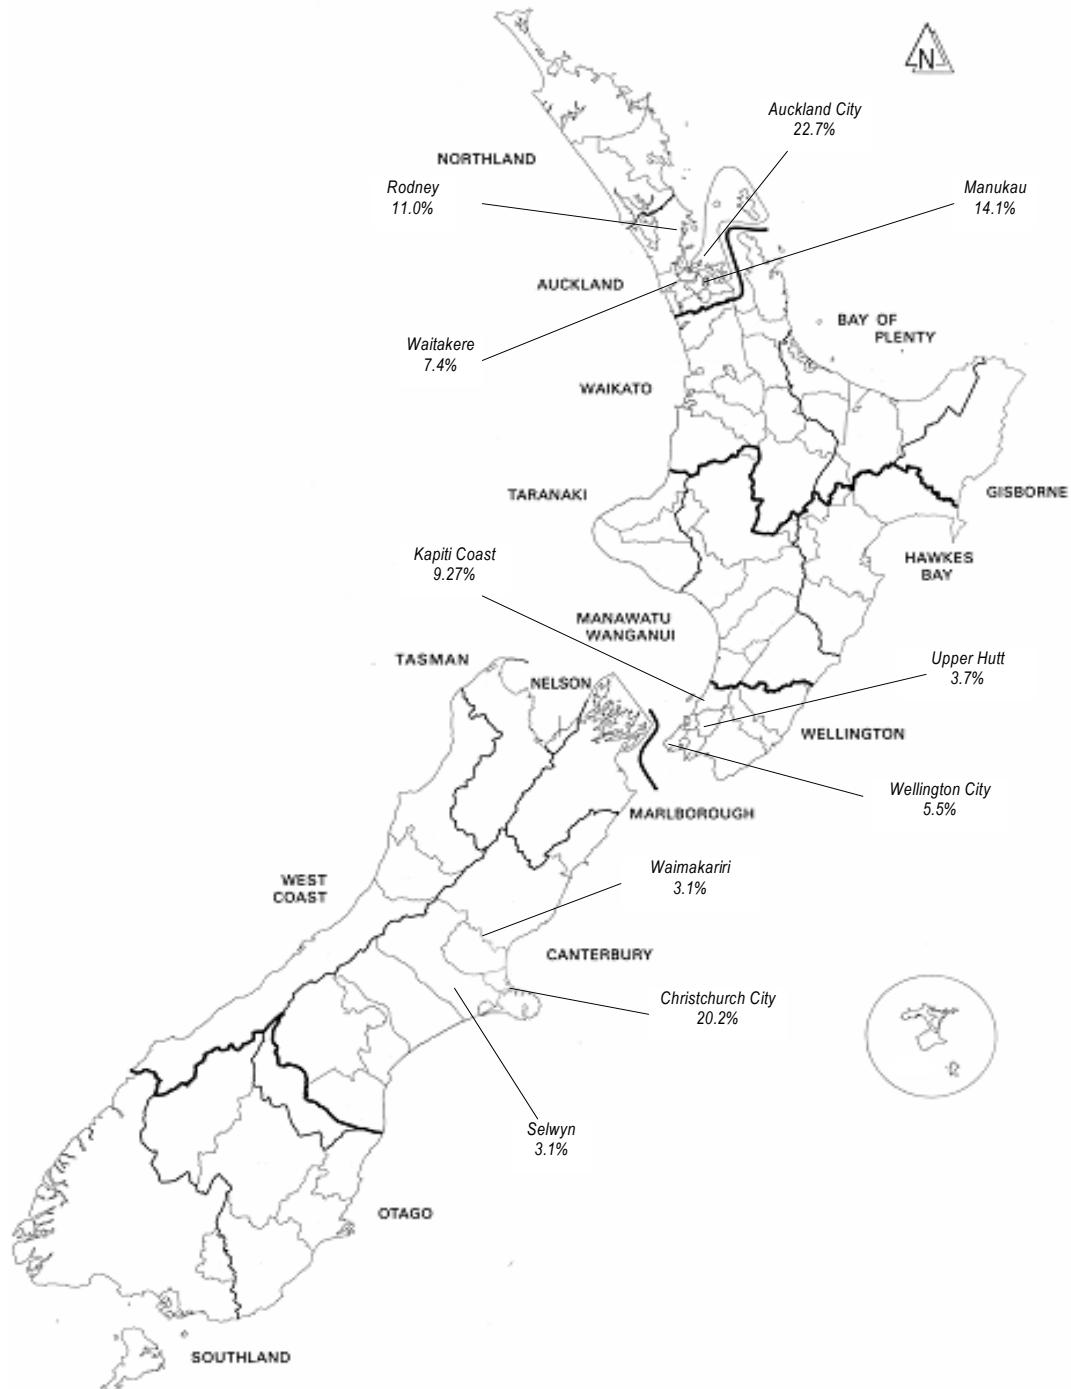 N
Auckland City
22.7%
NORTHLAND
Rodney
11.0%
Manukau
14.1%
AUCKLAND
BAY OF
PLENTY
Waitakere
7.4%
WAIKATO
TARANAKI
GISBORNE
Kapiti Coast
9.27%
HAWKES
BAY
MANAWATU
WANGANUI
TASMAN
Upper Hutt
3.7%
NELSON
WELLINGTON
Wellington City
5.5%
MARLBOROUGH
Waimakariri
3.1%
WEST
COAST
CANTERBURY
Christchurch City
20.2%
Selwyn
3.1%
OTAGO
SOUTHLAND